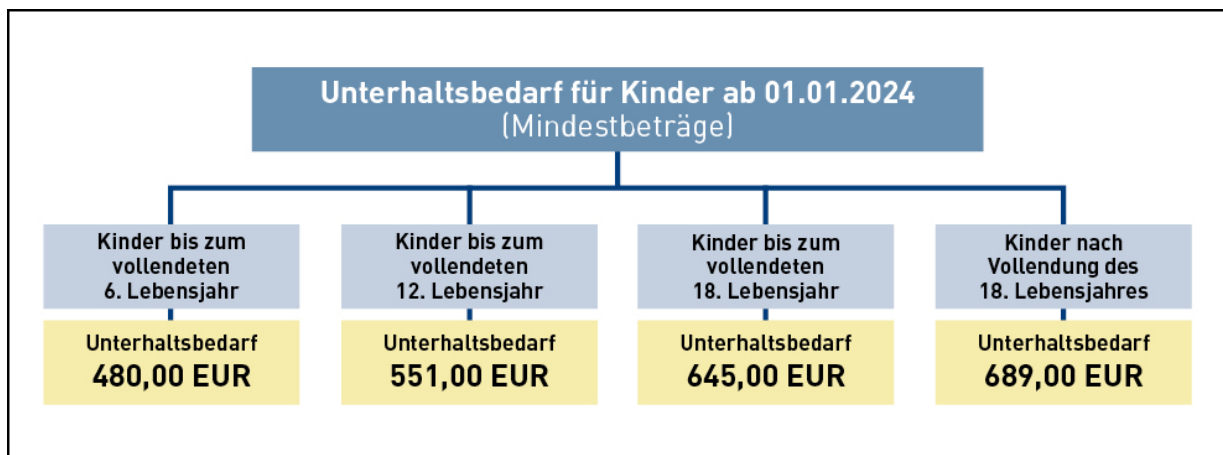 Unterhaltsbedarf für Kinder ab 01.01.2024
(Mindestbeträge)
Kinder bis zum
vollendeten
6. Lebensjahr
Unterhaltsbedarf
480,00 EUR
Kinder bis zum
vollendeten
12. Lebensjahr
Unterhaltsbedarf
551,00 EUR
Kinder bis zum
vollendeten
18. Lebensjahr
Unterhaltsbedarf
645,00 EUR
Kinder nach
Vollendung des
18. Lebensjahres
Unterhaltsbedarf
689,00 EUR